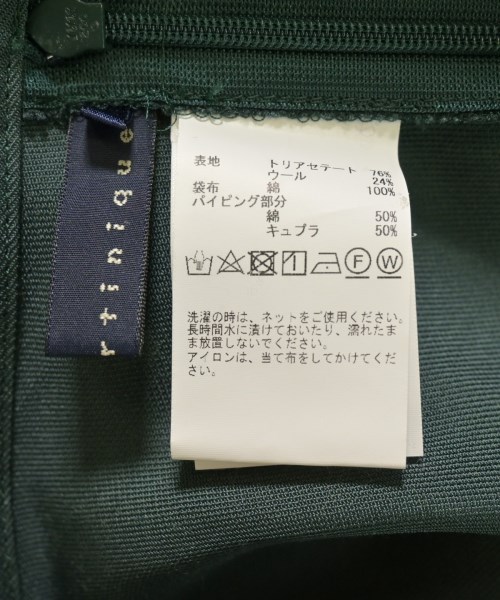 rtinique
表地 トリアセテート 76%
ウール 24%
袋布 綿 100%
パイピング部分
綿 50%
キュプラ 50%
F W
洗濯の時は、ネットをご使用ください。
長時間水に漬けておいたり、濡れたま
ま放置しないでください。
アイロンは、当て布をしてかけてくだ
さい。